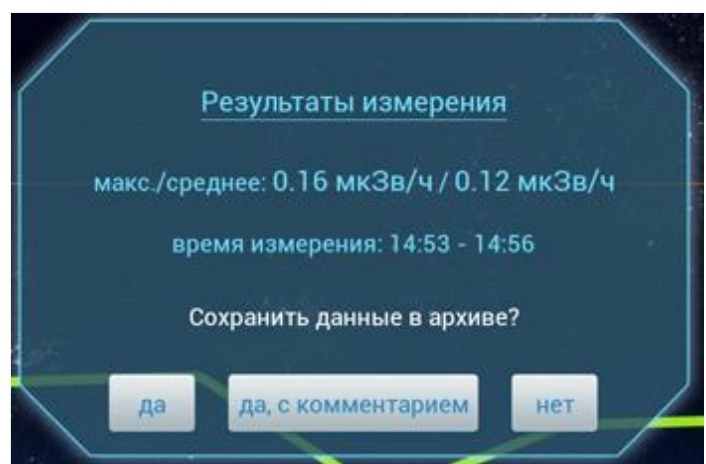 Результаты измерения
макс./среднее: 0.16 мкЗв/ч / 0.12 мкЗв/ч
время измерения: 14:53 - 14:56
Сохранить данные в архиве?
да да, с комментарием нет